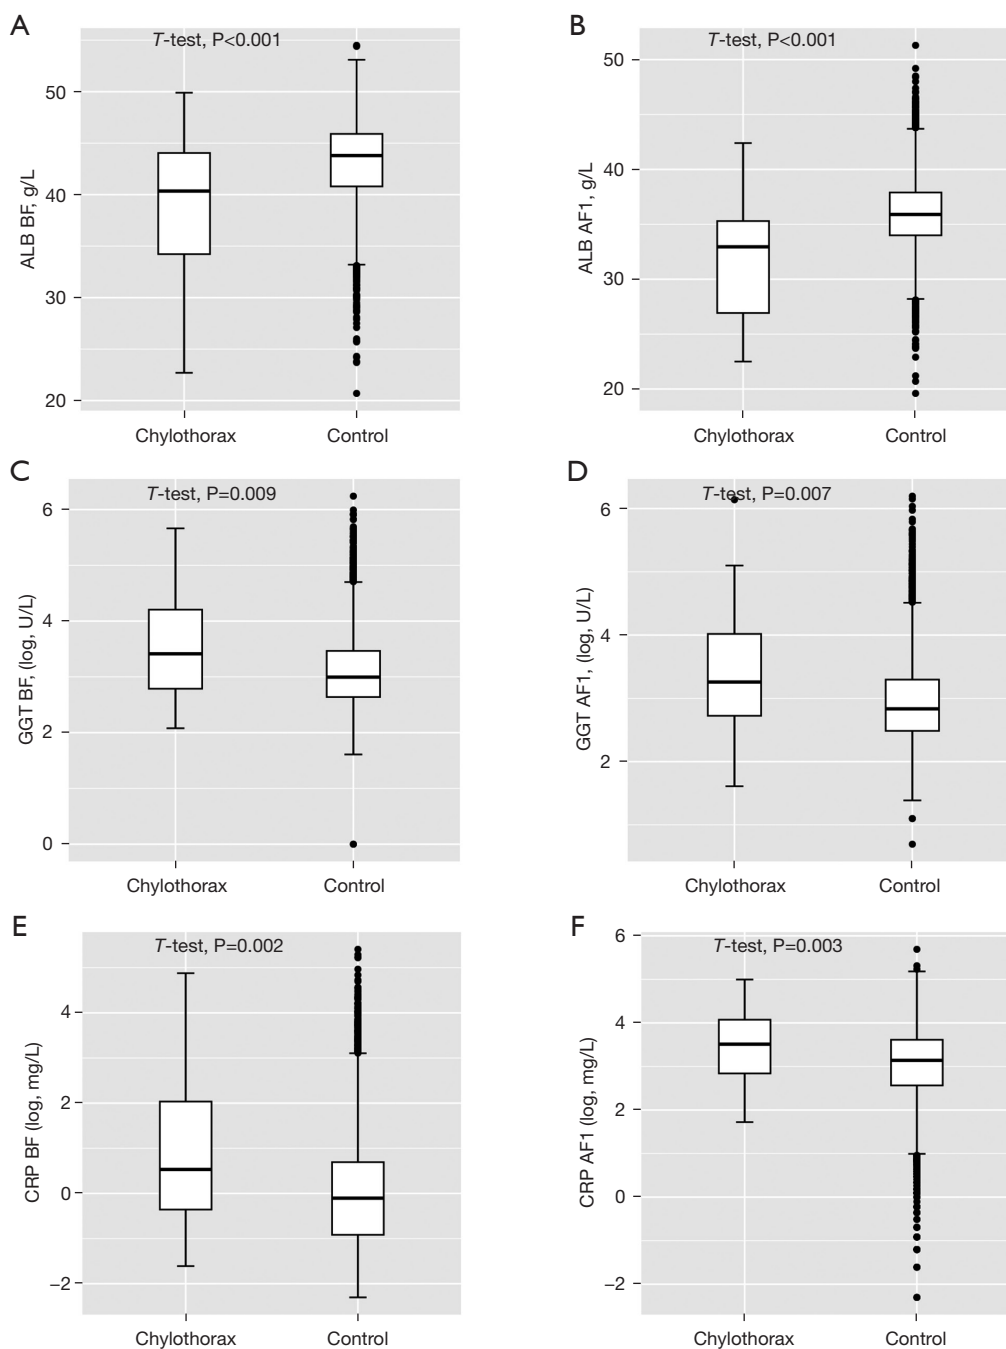 A
T-test, P<0.001
ALB BF, g/L
50
40
30
20
Chylothorax
Control
B
T-test, P<0.001
ALB AF1, g/L
50
40
30
20
Chylothorax
Control
C
T-test, P=0.009
GGT BF, (log, U/L)
6
4
2
0
Chylothorax
Control
D
T-test, P=0.007
GGT AF1, (log, U/L)
6
4
2
Chylothorax
Control
E
T-test, P=0.002
CRP BF (log, mg/L)
4
2
0
−2
Chylothorax
Control
F
T-test, P=0.003
CRP AF1 (log, mg/L)
6
4
2
0
−2
Chylothorax
Control